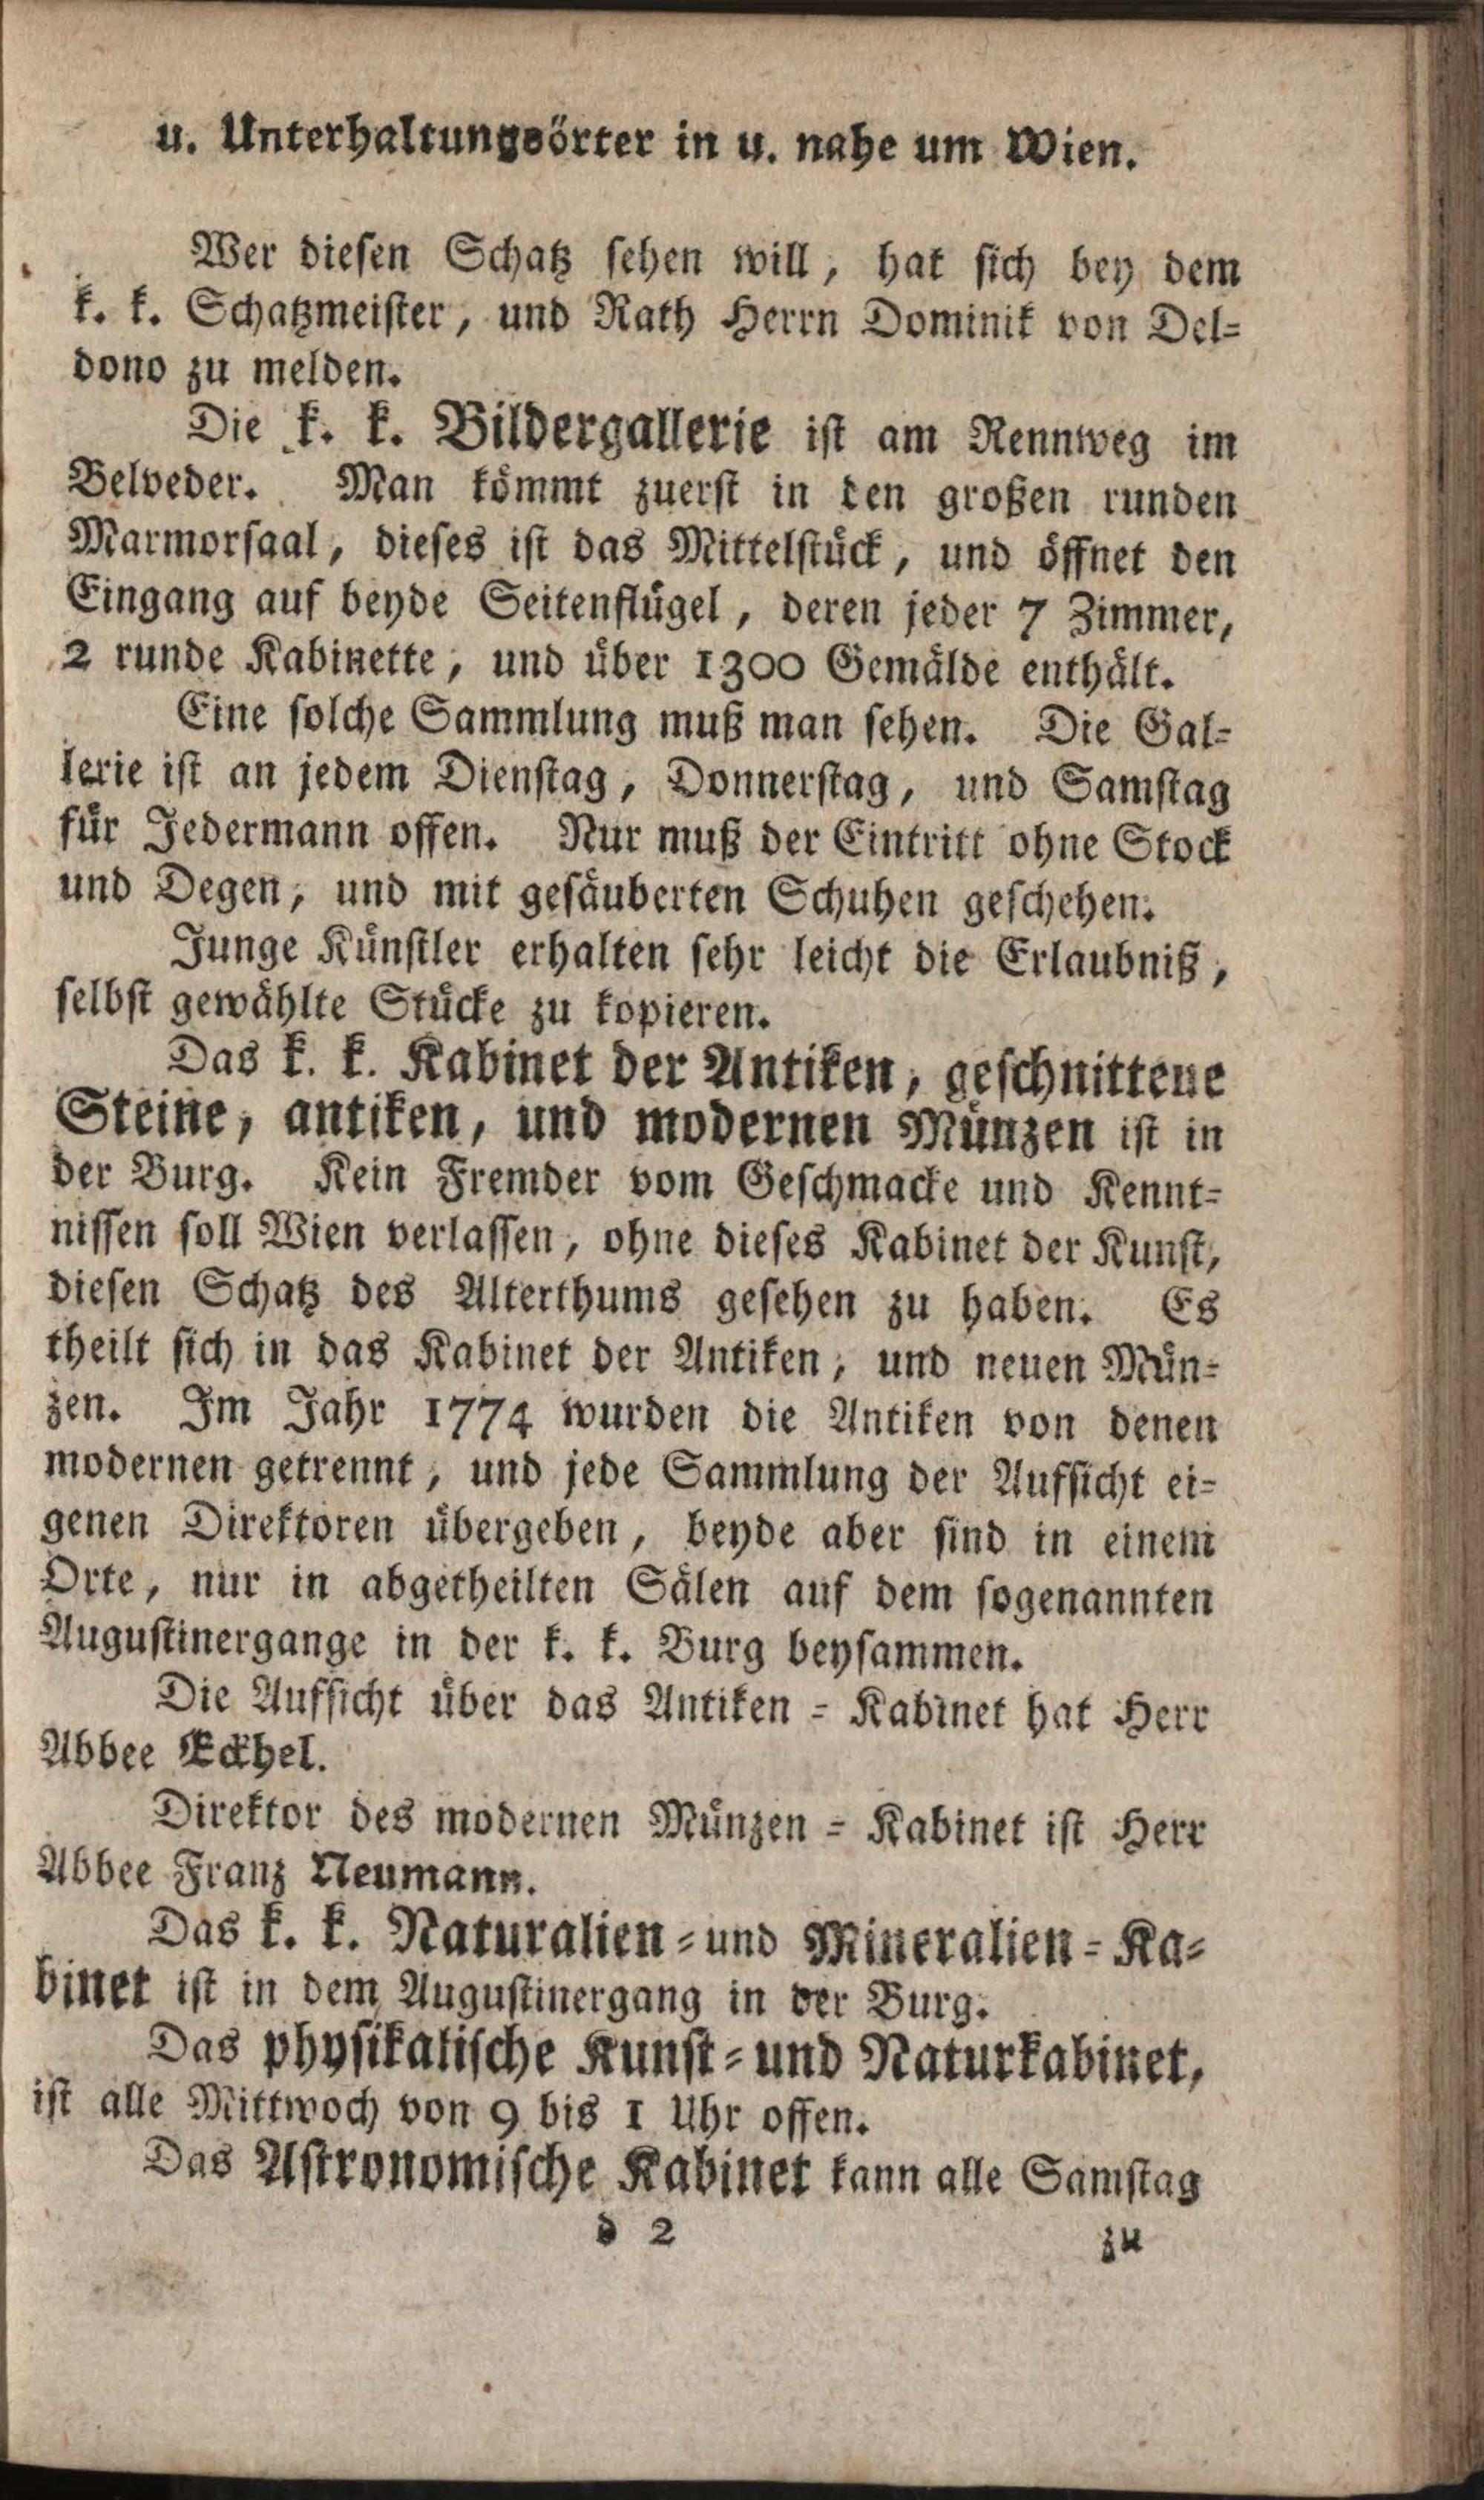 u. Unterhaltungsörter in u. nahe um Wien.
Wer diesen Schatz sehen will, hat sich bey dem
k. k. Schatzmeister, und Rath Herrn Dominik von Del-
dono zu melden.
Die k. k. Bildergallerie ist am Rennweg im
Belveder. Man kömmt zuerst in den großen runden
Marmorsaal, dieses ist das Mittelstück, und öffnet den
Eingang auf beyde Seitenflügel, deren jeder 7 Zimmer,
2 runde Kabinette, und über 1300 Gemälde enthält.
Eine solche Sammlung muß man sehen. Die Gal-
lerie ist an jedem Dienstag, Donnerstag, und Samstag
für Jedermann offen. Nur muß der Eintritt ohne Stock
und Degen, und mit gesäuberten Schuhen geschehen.
Junge Künstler erhalten sehr leicht die Erlaubniß,
selbst gewählte Stücke zu kopieren.
Das k. k. Kabinet der Antiken, geschnittene
Steine, antiken, und modernen Münzen ist in
der Burg. Kein Fremder vom Geschmacke und Kennt-
nissen soll Wien verlassen, ohne dieses Kabinet der Kunst,
diesen Schatz des Alterthums gesehen zu haben. Es
theilt sich in das Kabinet der Antiken, und neuen Mün-
zen. Im Jahr 1774 wurden die Antiken von denen
modernen getrennt, und jede Sammlung der Aufsicht ei-
genen Direktoren übergeben, beyde aber sind in einem
Orte, nur in abgetheilten Sälen auf dem sogenannten
Augustinergange in der k. k. Burg beysammen.
Die Aufsicht über das Antiken-Kabinet hat Herr
Abbee Eckhel.
Direktor des modernen Münzen-Kabinet ist Herr
Abbee Franz Neumann.
Das k. k. Naturalien-und Mineralien-Ka-
binet ist in dem Augustinergang in der Burg.
Das physikalische Kunst-und Naturkabinet,
ist alle Mittwoch von 9 bis 1 Uhr offen.
Das Astronomische Kabinet kann alle Samstag
d 2
zu